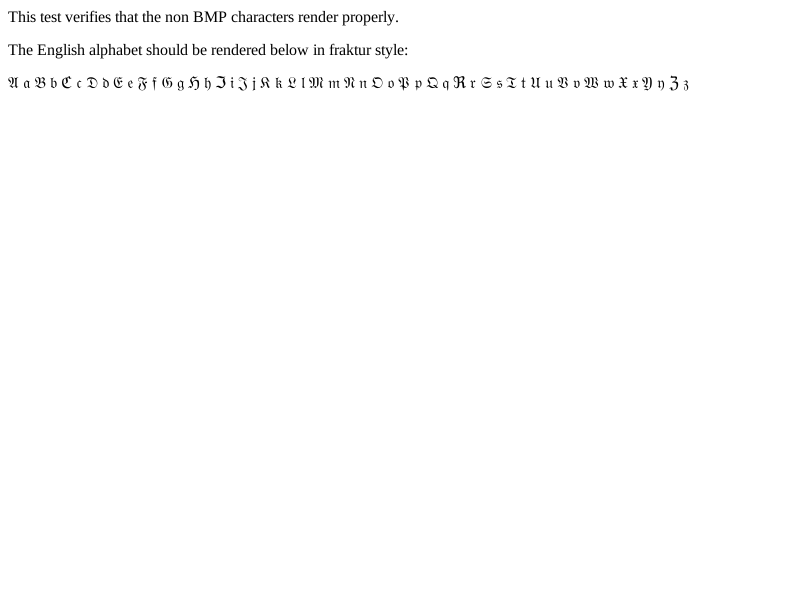 This test verifies that the non BMP characters render properly.
The English alphabet should be rendered below in fraktur style:
𝔄 𝔞 𝔅 𝔟 ℭ 𝔠 𝔇 𝔡 𝔈 𝔢 𝔉 𝔣 𝔊 𝔤 ℌ 𝔥 ℑ 𝔦 𝔍 𝔧 𝔎 𝔨 𝔏 𝔩 𝔐 𝔪 𝔑 𝔫 𝔒 𝔬 𝔓 𝔭 𝔔 𝔮 ℜ 𝔯 𝔖 𝔰 𝔗 𝔱 𝔘 𝔲 𝔙 𝔳 𝔚 𝔴 𝔛 𝔵 𝔜 𝔶 ℨ 𝔷